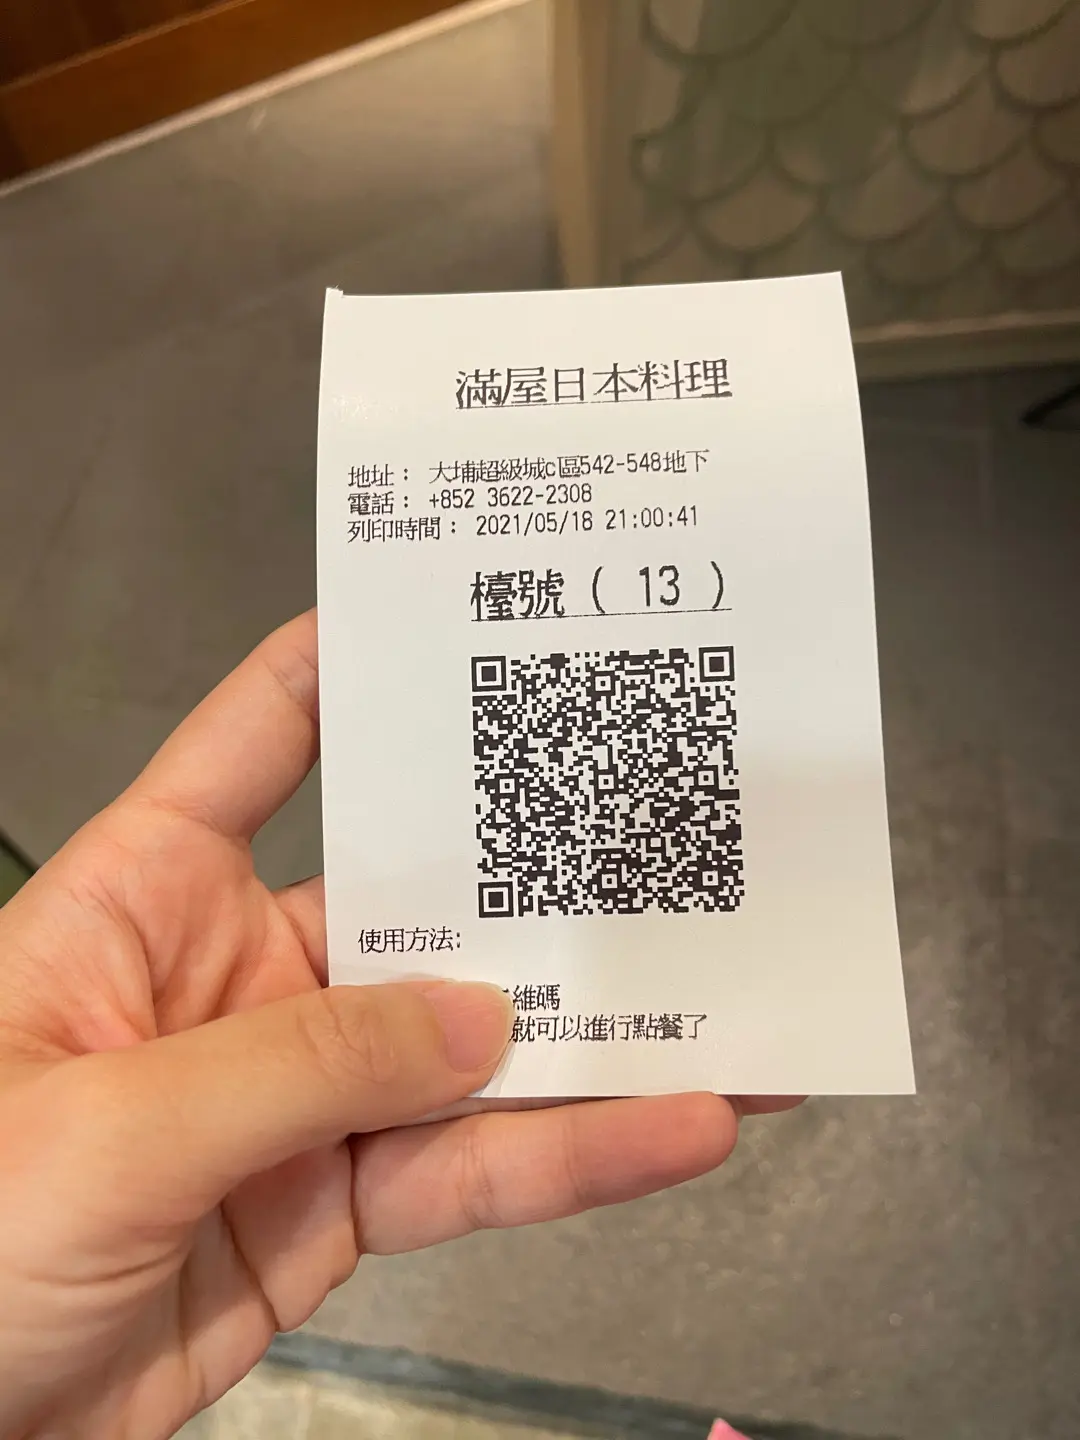 滿屋日本料理
地址： 大埔超級城c區542-548地下
電話： +852 3622-2308
列印時間： 2021/05/18 21:00:41
檯號（ 13 ）
使用方法:
維碼
就可以進行點餐了